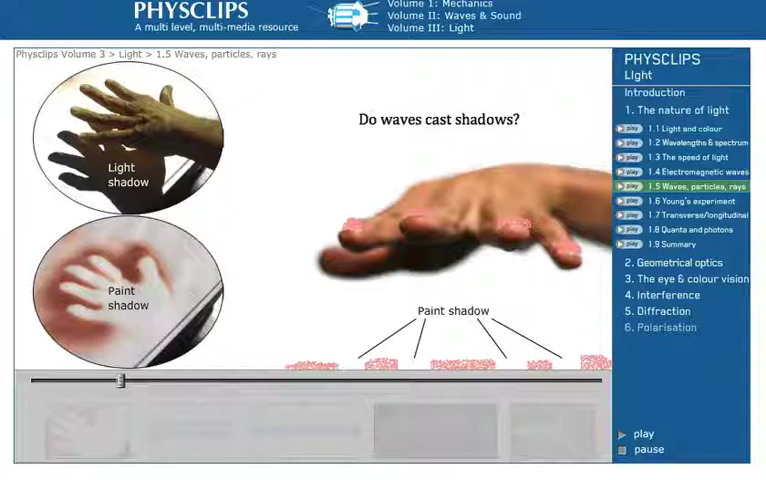 PHYSCLIPS
A multi level, multi-media resource
Volume 1: Mechanics
Volume II: Waves & Sound
Volume III: Light
Physclips Volume 3 > Light > 1.5 Waves, particles, rays
Light
shadow
Paint
shadow
Do waves cast shadows?
Paint shadow
PHYSCLIPS
Light
Introduction
1. The nature of light
play 1.1 Light and colour
play 1.2 Wavelengths & spectrum
play 1.3 The speed of light
play 1.4 Electromagnetic waves
play 1.5 Waves, particles, rays
play 1.6 Young's experiment
play 1.7 Transverse/longitudinal
play 1.8 Quanta and photons
play 1.9 Summary
2. Geometrical optics
3. The eye & colour vision
4. Interference
5. Diffraction
6. Polarisation
play
pause